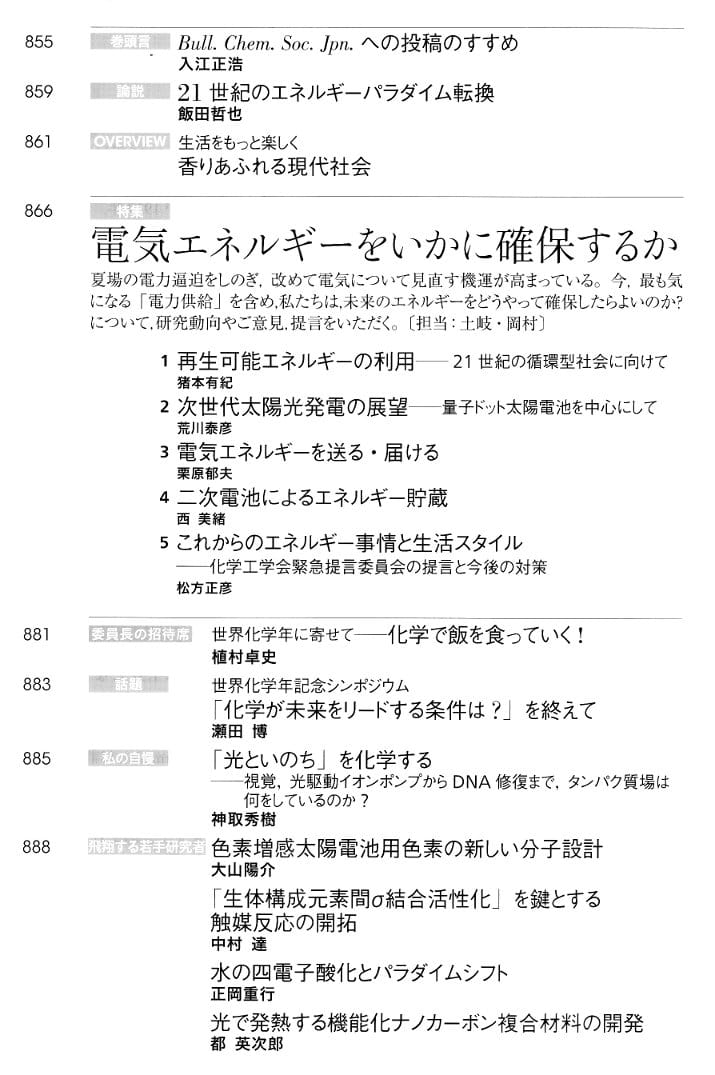 855 巻頭言 Bull. Chem. Soc. Jpn. への投稿のすすめ
入江正浩
859 論説 21世紀のエネルギーパラダイム転換
飯田哲也
861 OVERVIEW 生活をもっと楽しく
香りあふれる現代社会
866 特集
電気エネルギーをいかに確保するか
夏場の電力逼迫をしのぎ，改めて電気について見直す機運が高まっている。今，最も気
になる「電力供給」を含め,私たちは,未来のエネルギーをどうやって確保したらよいのか?
について,研究動向やご意見,提言をいただく。〔担当：土岐・岡村〕
1 再生可能エネルギーの利用――21世紀の循環型社会に向けて
猪本有紀
2 次世代太陽光発電の展望――量子ドット太陽電池を中心にして
荒川泰彦
3 電気エネルギーを送る・届ける
栗原郁夫
4 二次電池によるエネルギー貯蔵
西 美緒
5 これからのエネルギー事情と生活スタイル
――化学工学会緊急提言委員会の提言と今後の対策
松方正彦
881 委員長の招待席 世界化学年に寄せて――化学で飯を食っていく！
植村卓史
883 話題 世界化学年記念シンポジウム
「化学が未来をリードする条件は？」を終えて
瀬田 博
885 私の自慢 「光といのち」を化学する
――視覚，光駆動イオンポンプからDNA修復まで，タンパク質場は
何をしているのか？
神取秀樹
888 飛翔する若手研究者 色素増感太陽電池用色素の新しい分子設計
大山陽介
「生体構成元素間σ結合活性化」を鍵とする
触媒反応の開拓
中村 達
水の四電子酸化とパラダイムシフト
正岡重行
光で発熱する機能化ナノカーボン複合材料の開発
都 英次郎